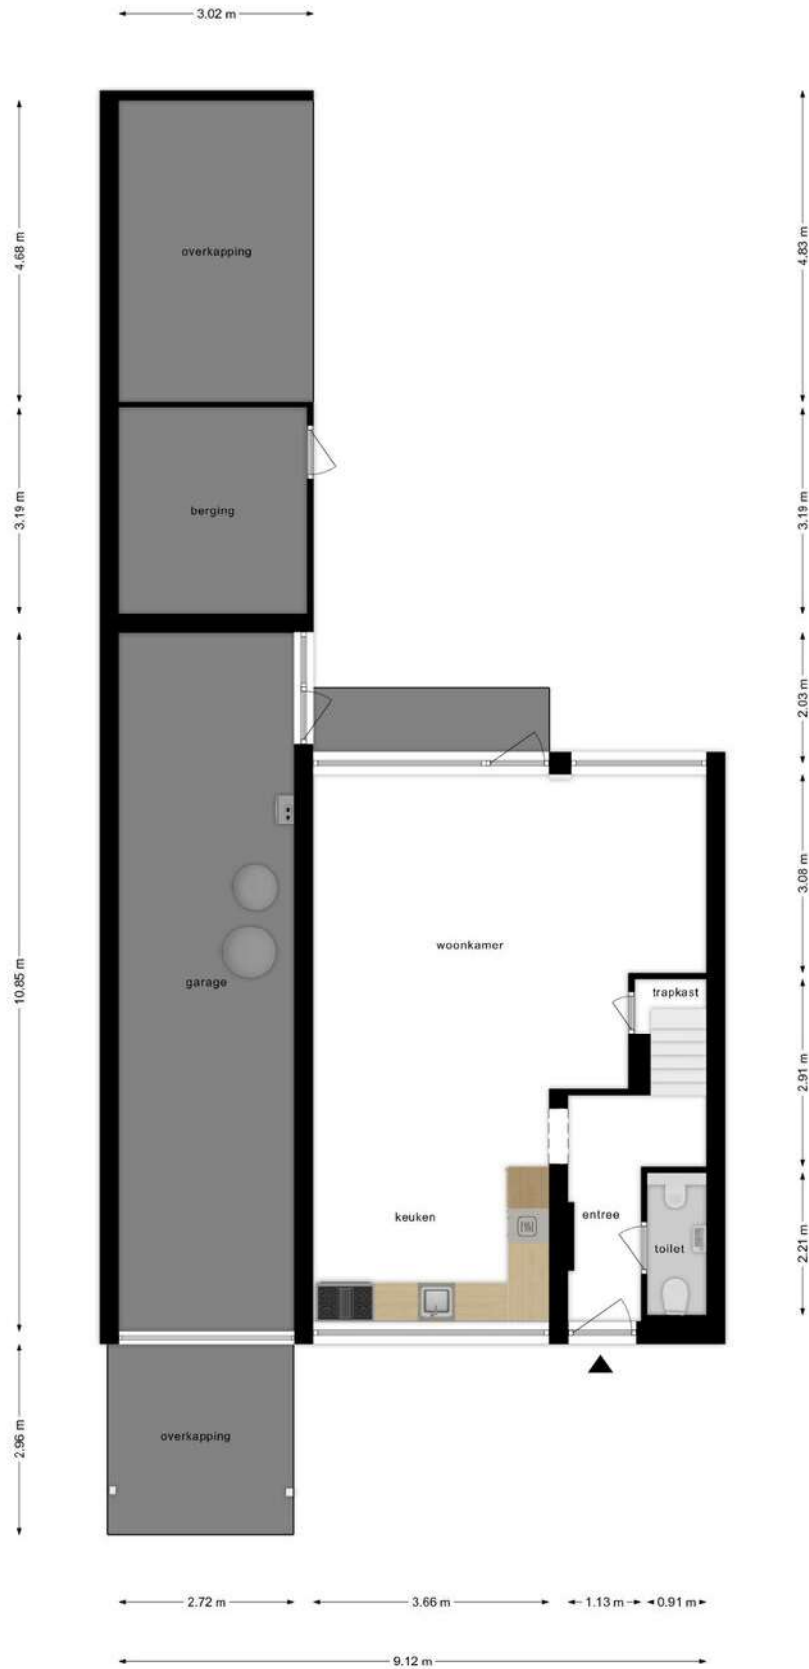 3.02 m
4.68 m
4.83 m
overkapping
3.19 m
3.19 m
berging
2.03 m
3.08 m
woonkamer
10.85 m
garage
trapkast
2.91 m
keuken
entree
2.21 m
toilet
2.96 m
overkapping
2.72 m
3.66 m
1.13 m
0.91 m
9.12 m